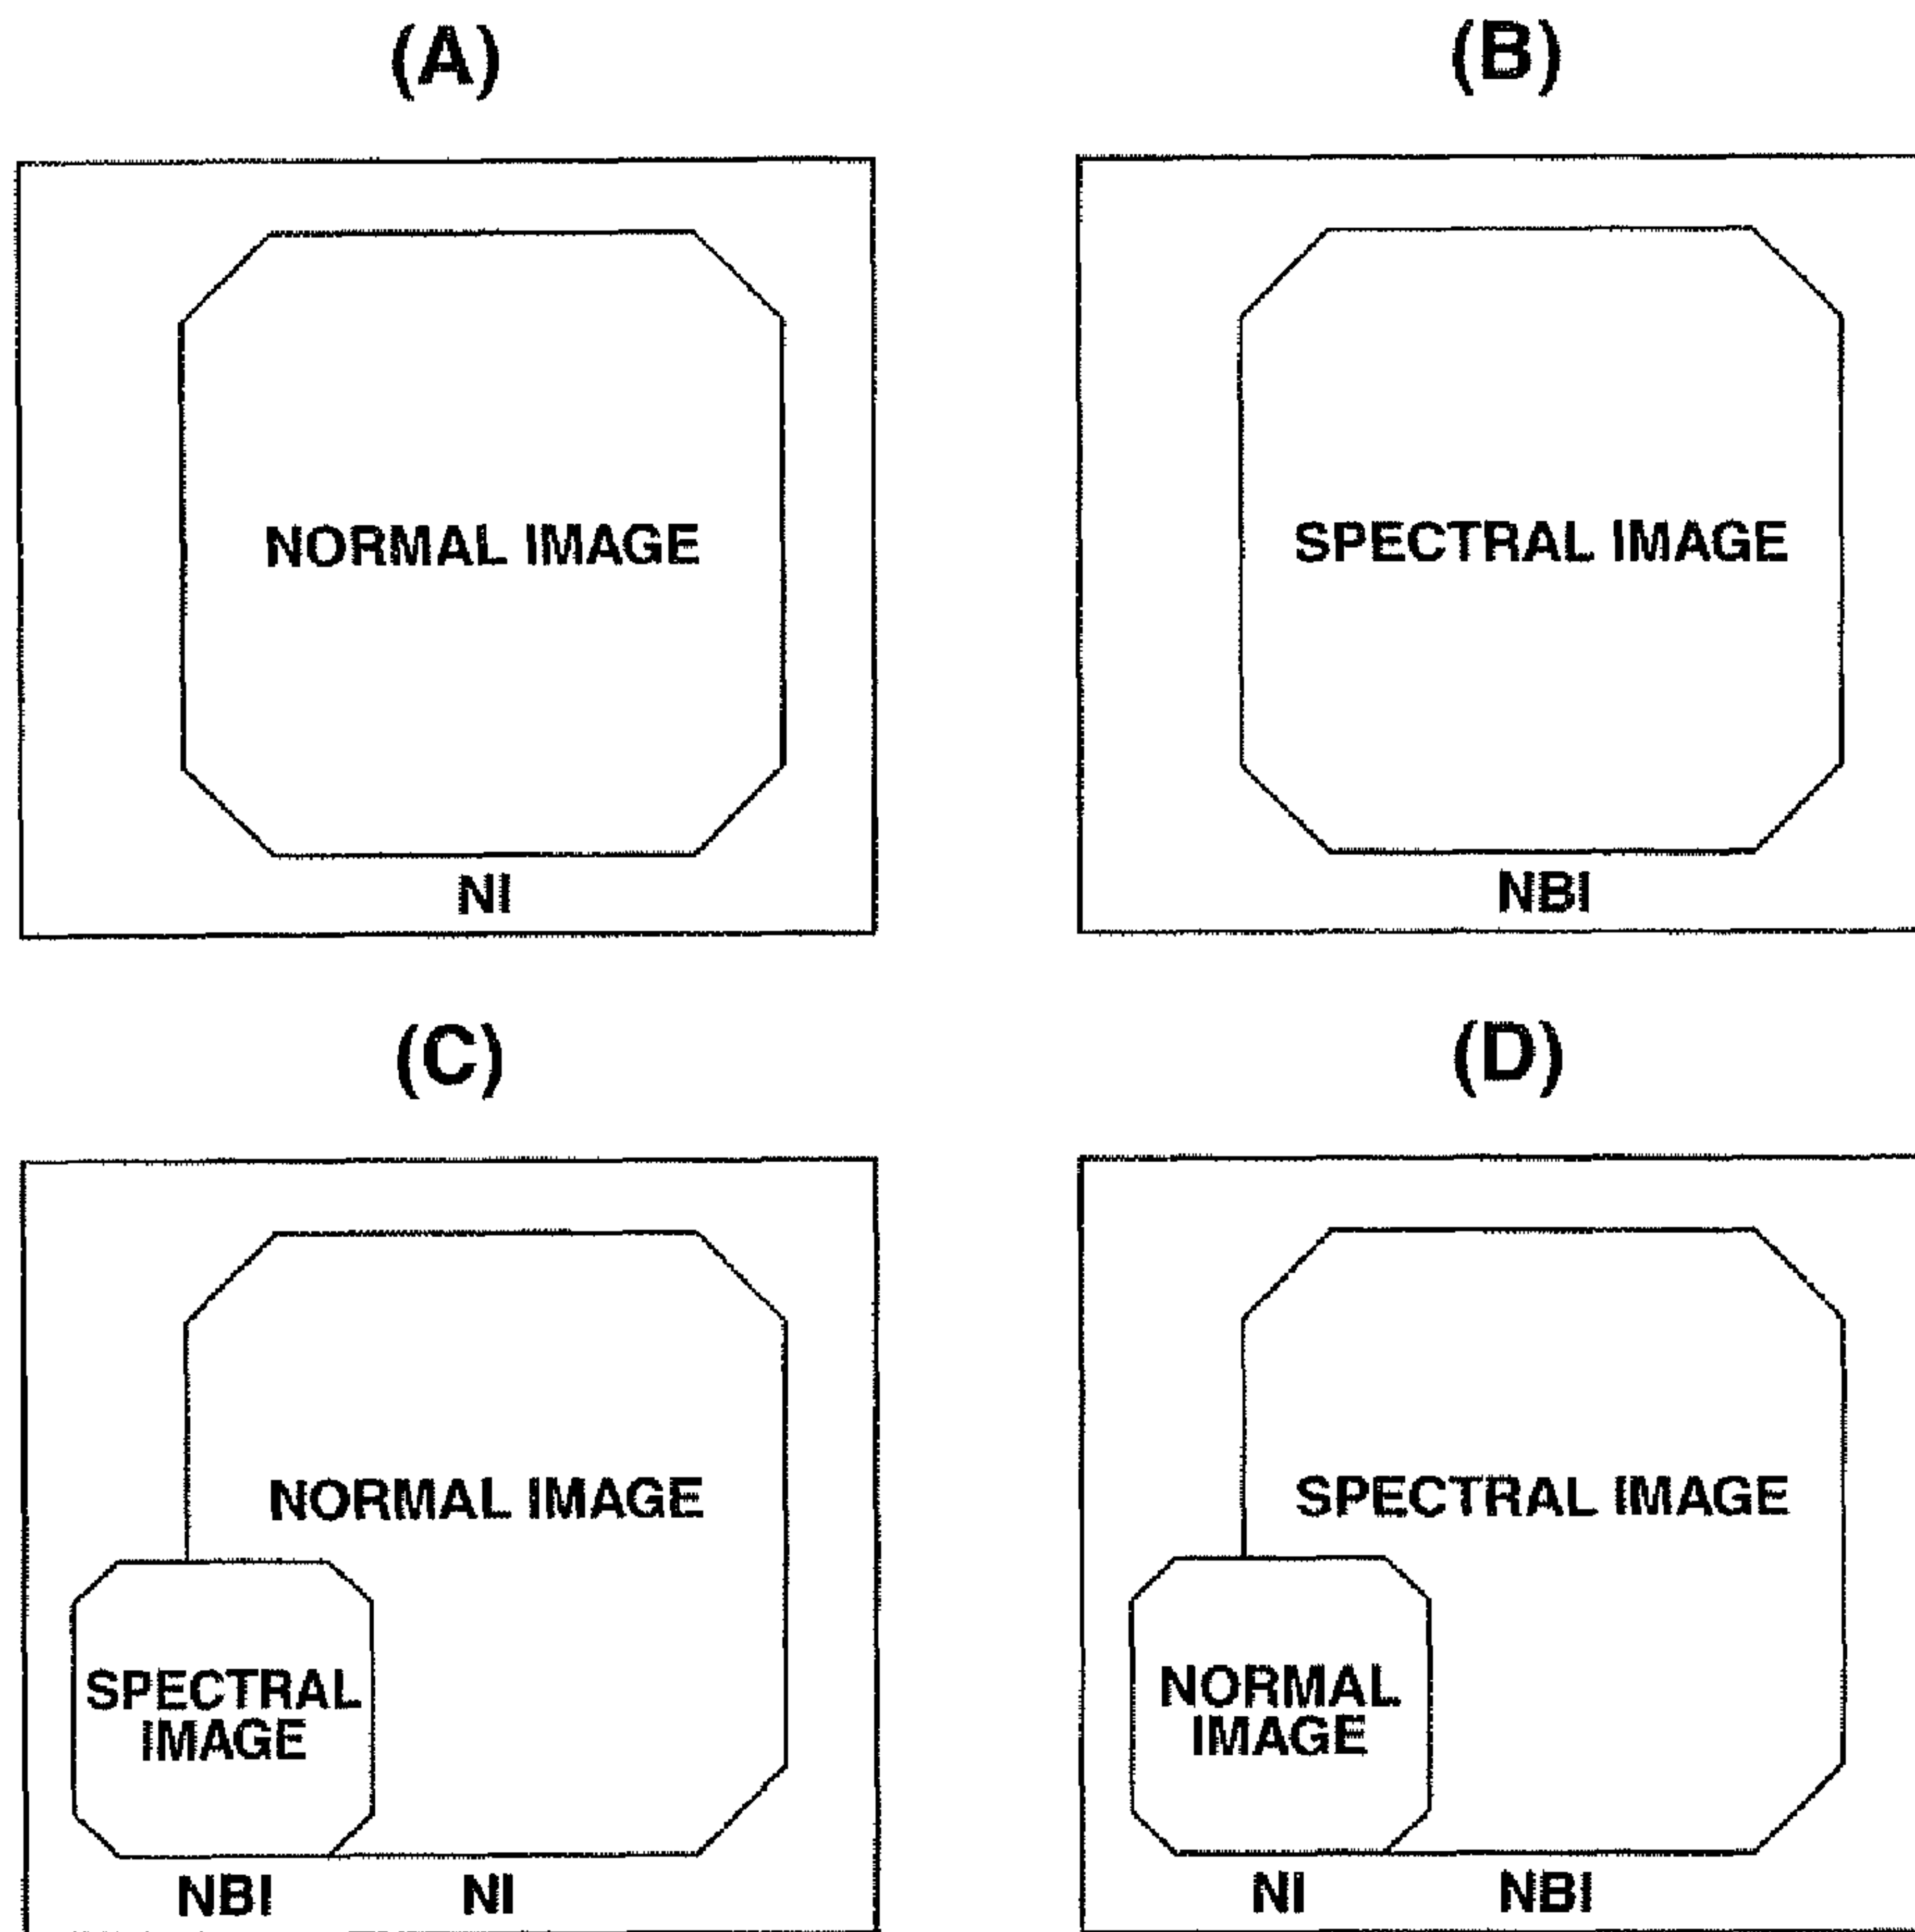 (A)
(B)
NORMAL IMAGE
NI
SPECTRAL IMAGE
NBI
(C)
(D)
NORMAL IMAGE
SPECTRAL
IMAGE
NBI NI
SPECTRAL IMAGE
NORMAL
IMAGE
NI NBI